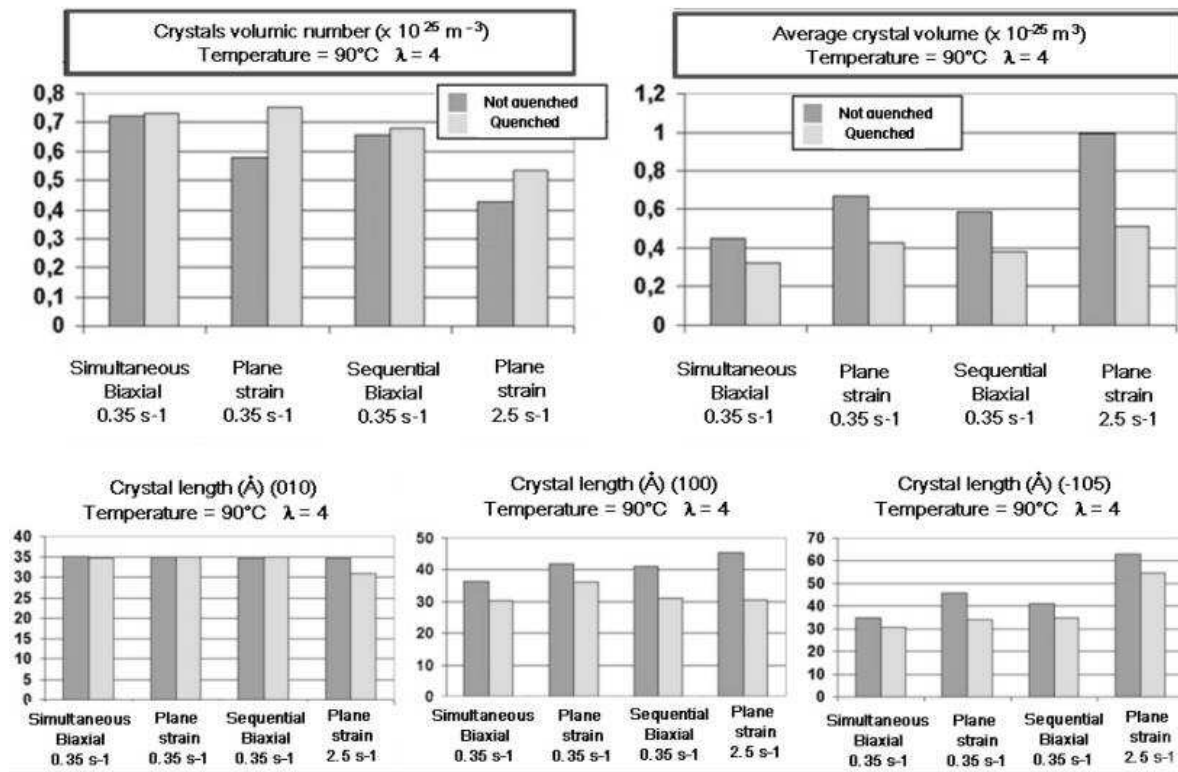 Crystals volumic number (x 10 25 m -3)
Temperature = 90°C λ = 4
0,8
0,7
0,6
0,5
0,4
0,3
0,2
0,1
0
Not quenched
Quenched
Simultaneous
Biaxial
0.35 s-1
Plane
strain
0.35 s-1
Sequential
Biaxial
0.35 s-1
Plane
strain
2.5 s-1
Average crystal volume (x 10-25 m3)
Temperature = 90°C λ = 4
1,2
1
0,8
0,6
0,4
0,2
0
Not quenched
Quenched
Simultaneous
Biaxial
0.35 s-1
Plane
strain
0.35 s-1
Sequential
Biaxial
0.35 s-1
Plane
strain
2.5 s-1
Crystal length (Å) (010)
Temperature = 90°C λ = 4
40
35
30
25
20
15
10
5
0
Simultaneous
Biaxial
0.35 s-1
Plane
strain
0.35 s-1
Sequential
Biaxial
0.35 s-1
Plane
strain
2.5 s-1
Crystal length (Å) (100)
Temperature = 90°C λ = 4
50
40
30
20
10
0
Simultaneous
Biaxial
0.35 s-1
Plane
strain
0.35 s-1
Sequential
Biaxial
0.35 s-1
Plane
strain
2.5 s-1
Crystal length (Å) (-105)
Temperature = 90°C λ = 4
70
60
50
40
30
20
10
0
Simultaneous
Biaxial
0.35 s-1
Plane
strain
0.35 s-1
Sequential
Biaxial
0.35 s-1
Plane
strain
2.5 s-1